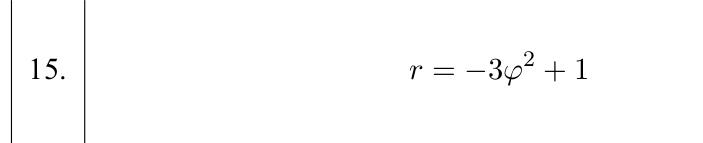 15. r = −3φ² + 1